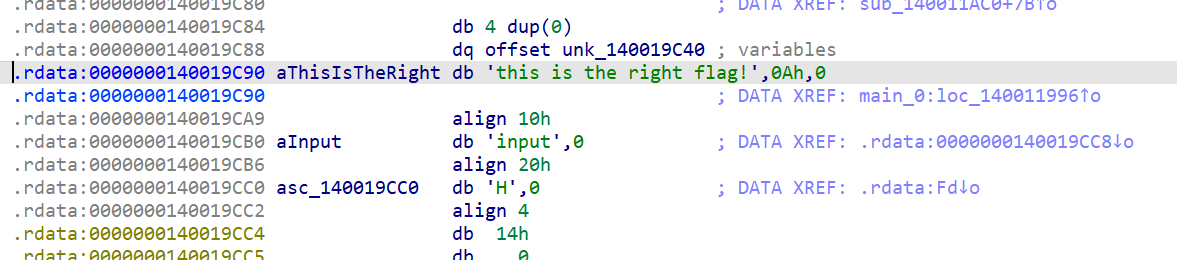 .rdata:0000000140019C80 ; DATA XREF: sub_140011AC0+7B↑o
.rdata:0000000140019C84 db 4 dup(0)
.rdata:0000000140019C88 dq offset unk_140019C40 ; variables
.rdata:0000000140019C90 aThisIsTheRight db 'this is the right flag!',0Ah,0
.rdata:0000000140019C90 ; DATA XREF: main_0:loc_140011996↑o
.rdata:0000000140019CA9 align 10h
.rdata:0000000140019CB0 aInput db 'input',0 ; DATA XREF: .rdata:0000000140019CC8↓o
.rdata:0000000140019CB6 align 20h
.rdata:0000000140019CC0 asc_140019CC0 db 'H',0 ; DATA XREF: .rdata:Fd↓o
.rdata:0000000140019CC2 align 4
.rdata:0000000140019CC4 db 14h
.rdata:0000000140019CC5 db 0